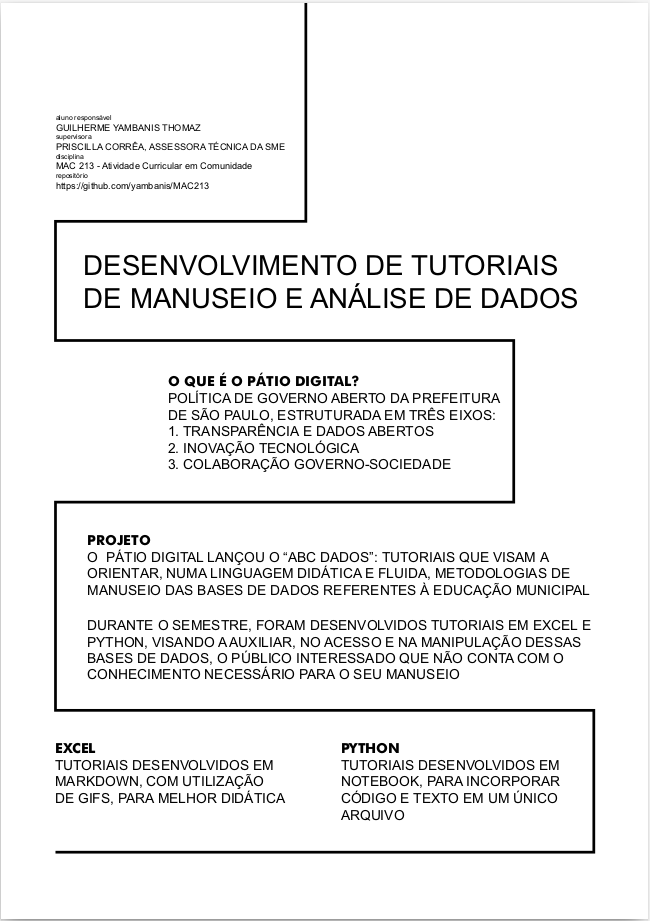 aluno responsável
GUILHERME YAMBANIS THOMAZ
supervisora
PRISCILLA CORRÊA, ASSESSORA TÉCNICA DA SME
disciplina
MAC 213 - Atividade Curricular em Comunidade
repositório
https://github.com/yambanis/MAC213
DESENVOLVIMENTO DE TUTORIAIS
DE MANUSEIO E ANÁLISE DE DADOS
O QUE É O PÁTIO DIGITAL?
POLÍTICA DE GOVERNO ABERTO DA PREFEITURA
DE SÃO PAULO, ESTRUTURADA EM TRÊS EIXOS:
1. TRANSPARÊNCIA E DADOS ABERTOS
2. INOVAÇÃO TECNOLÓGICA
3. COLABORAÇÃO GOVERNO-SOCIEDADE
PROJETO
O PÁTIO DIGITAL LANÇOU O “ABC DADOS”: TUTORIAIS QUE VISAM A
ORIENTAR, NUMA LINGUAGEM DIDÁTICA E FLUIDA, METODOLOGIAS DE
MANUSEIO DAS BASES DE DADOS REFERENTES À EDUCAÇÃO MUNICIPAL
DURANTE O SEMESTRE, FORAM DESENVOLVIDOS TUTORIAIS EM EXCEL E
PYTHON, VISANDO A AUXILIAR, NO ACESSO E NA MANIPULAÇÃO DESSAS
BASES DE DADOS, O PÚBLICO INTERESSADO QUE NÃO CONTA COM O
CONHECIMENTO NECESSÁRIO PARA O SEU MANUSEIO
EXCEL
TUTORIAIS DESENVOLVIDOS EM
MARKDOWN, COM UTILIZAÇÃO
DE GIFS, PARA MELHOR DIDÁTICA
PYTHON
TUTORIAIS DESENVOLVIDOS EM
NOTEBOOK, PARA INCORPORAR
CÓDIGO E TEXTO EM UM ÚNICO
ARQUIVO